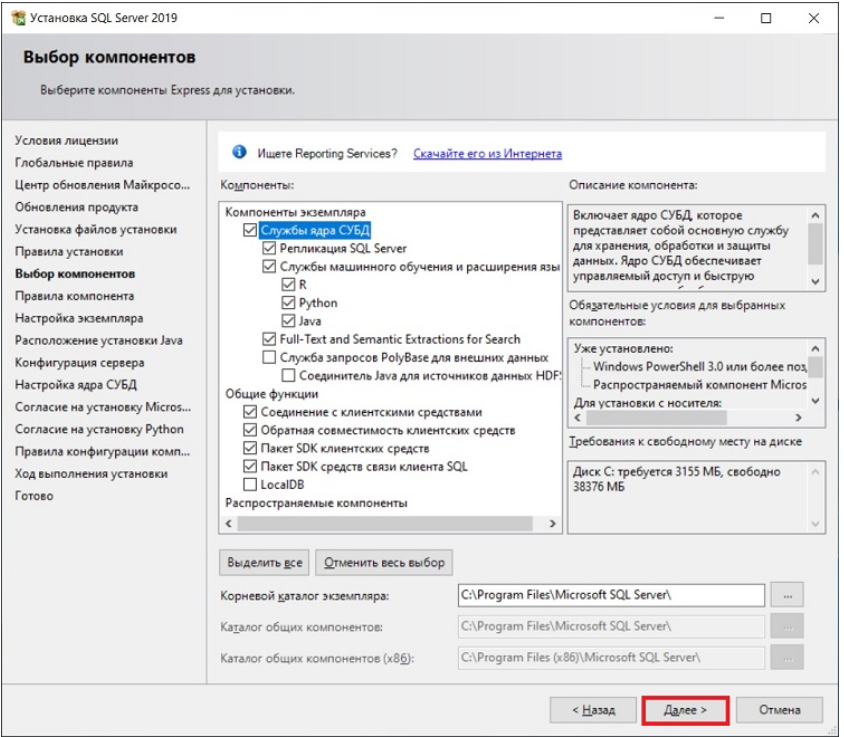 Установка SQL Server 2019
Выбор компонентов
Выберите компоненты Express для установки.
Условия лицензии
Глобальные правила
Центр обновления Майкросо...
Обновления продукта
Установка файлов установки
Правила установки
Выбор компонентов
Правила компонента
Настройка экземпляра
Расположение установки Java
Конфигурация сервера
Настройка ядра СУБД
Согласие на установку Micros...
Согласие на установку Python
Правила конфигурации комп...
Ход выполнения установки
Готово
Ищете Reporting Services? Скачайте его из Интернета
Компоненты:
Компоненты экземпляра
Службы ядра СУБД
Репликация SQL Server
Службы машинного обучения и расширения язы
R
Python
Java
Full-Text and Semantic Extractions for Search
Служба запросов PolyBase для внешних данных
Соединитель Java для источников данных HDF
Общие функции
Соединение с клиентскими средствами
Обратная совместимость клиентских средств
Пакет SDK клиентских средств
Пакет SDK средств связи клиента SQL
LocalDB
Распространяемые компоненты
Описание компонента:
Включает ядро СУБД, которое
представляет собой основную службу
для хранения, обработки и защиты
данных. Ядро СУБД обеспечивает
управляемый доступ и быструю
Обязательные условия для выбранных
компонентов:
Уже установлено:
Windows PowerShell 3.0 или более поз
Распространяемый компонент Micros
Для установки с носителя:
Требования к свободному месту на диске
Диск C: требуется 3155 МБ, свободно
38376 МБ
Выделить все
Отменить весь выбор
Корневой каталог экземпляра:
C:\Program Files\Microsoft SQL Server\
...
Каталог общих компонентов:
C:\Program Files\Microsoft SQL Server\
...
Каталог общих компонентов (x86):
C:\Program Files (x86)\Microsoft SQL Server\
...
< Назад
Далее >
Отмена